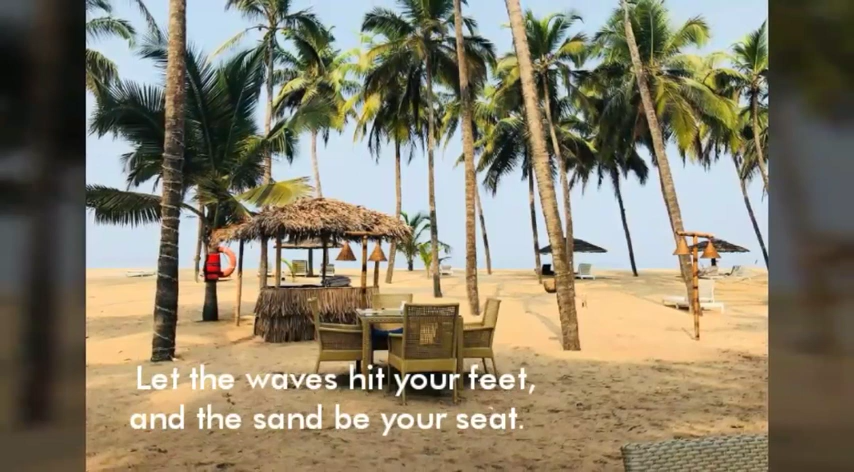 Let the waves hit your feet,
and the sand be your seat.